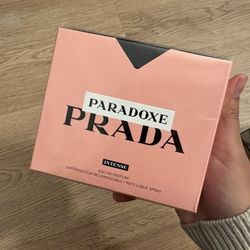 PARADOXE
PRADA
INTENSE
EAU DE PARFUM
VAPORISATEUR RECHARGEABLE / REFILLABLE SPRAY